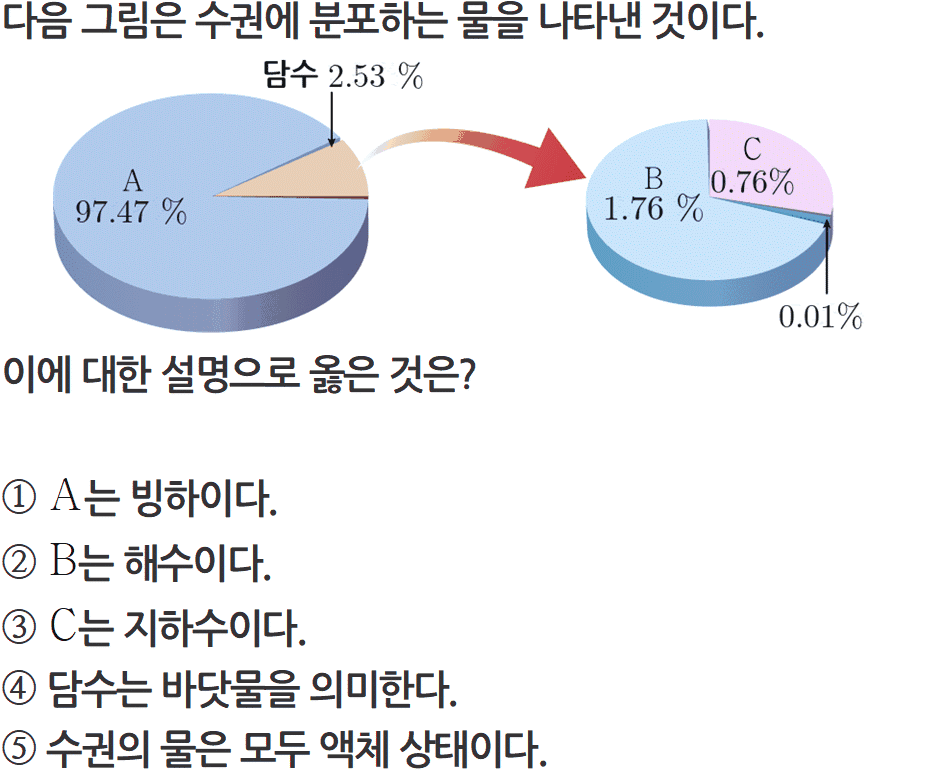 다음 그림은 수권에 분포하는 물을 나타낸 것이다.
담수 2.53 %
A
97.47 %
B
1.76 %
C
0.76%
0.01%
이에 대한 설명으로 옳은 것은?
① A는 빙하이다.
② B는 해수이다.
③ C는 지하수이다.
④ 담수는 바닷물을 의미한다.
⑤ 수권의 물은 모두 액체 상태이다.